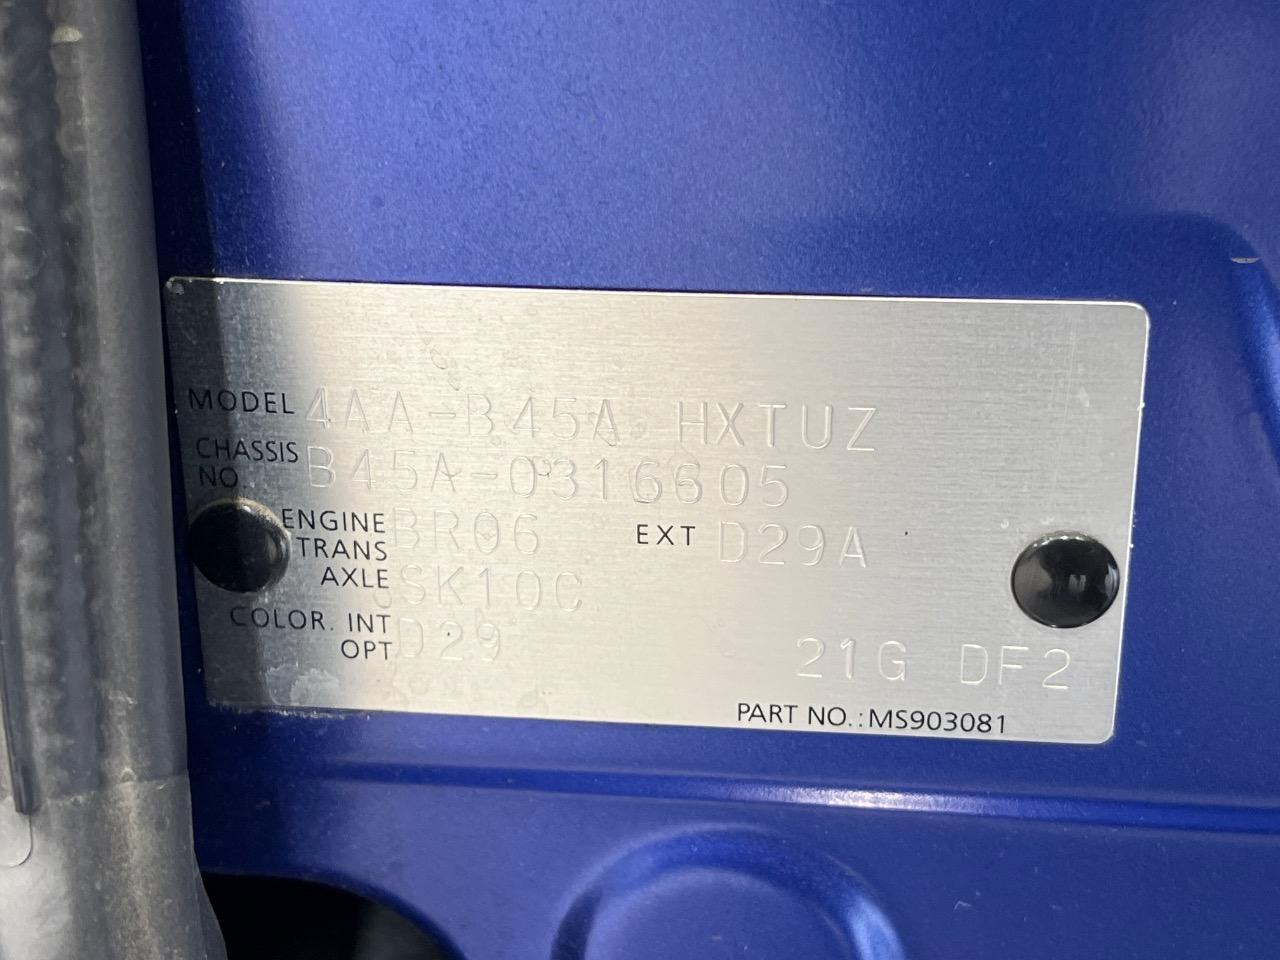 MODEL 4AA-B45A HXTUZ
CHASSIS NO. B45A-0316605
ENGINE BR06 EXT D29A
TRANS AXLE SK10C
COLOR. INT
OPT D29 21G DF2
PART NO.:MS903081